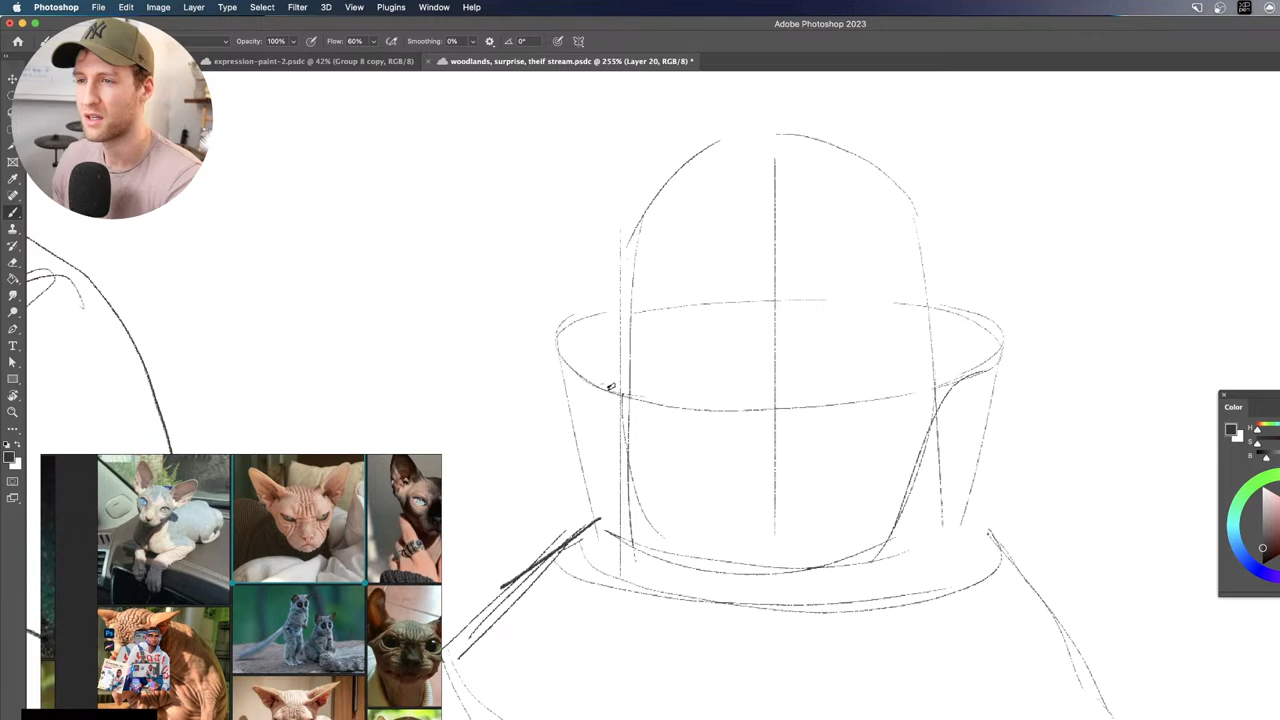 Photoshop File Edit Image Layer Type Select Filter 3D View Plugins Window Help
Adobe Photoshop 2023
Opacity: 100% Flow: 60% Smoothing: 0% 0°
expression-paint-2.psdc @ 42% (Group 8 copy, RGB/8) × woodlands, surprise, theif stream.psdc @ 255% (Layer 20, RGB/8) *
Color
H
S
B
Ps